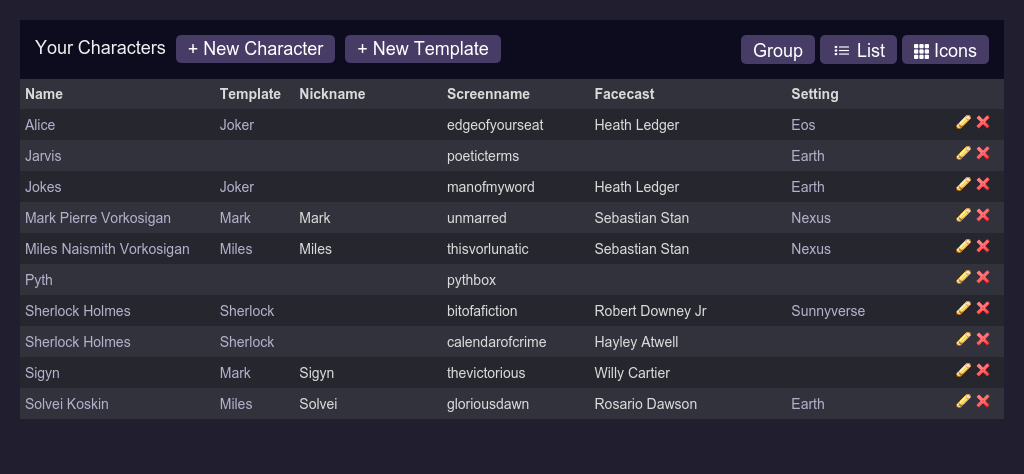 Your Characters + New Character + New Template Group List Icons
Name Template Nickname Screenname Facecast Setting
Alice Joker edgeofyourseat Heath Ledger Eos
Jarvis poeticterms Earth
Jokes Joker manofmyword Heath Ledger Earth
Mark Pierre Vorkosigan Mark Mark unmarred Sebastian Stan Nexus
Miles Naismith Vorkosigan Miles Miles thisvorlunatic Sebastian Stan Nexus
Pyth pythbox
Sherlock Holmes Sherlock bitofafiction Robert Downey Jr Sunnyverse
Sherlock Holmes Sherlock calendarofcrime Hayley Atwell
Sigyn Mark Sigyn thevictorious Willy Cartier
Solvei Koskin Miles Solvei gloriousdawn Rosario Dawson Earth